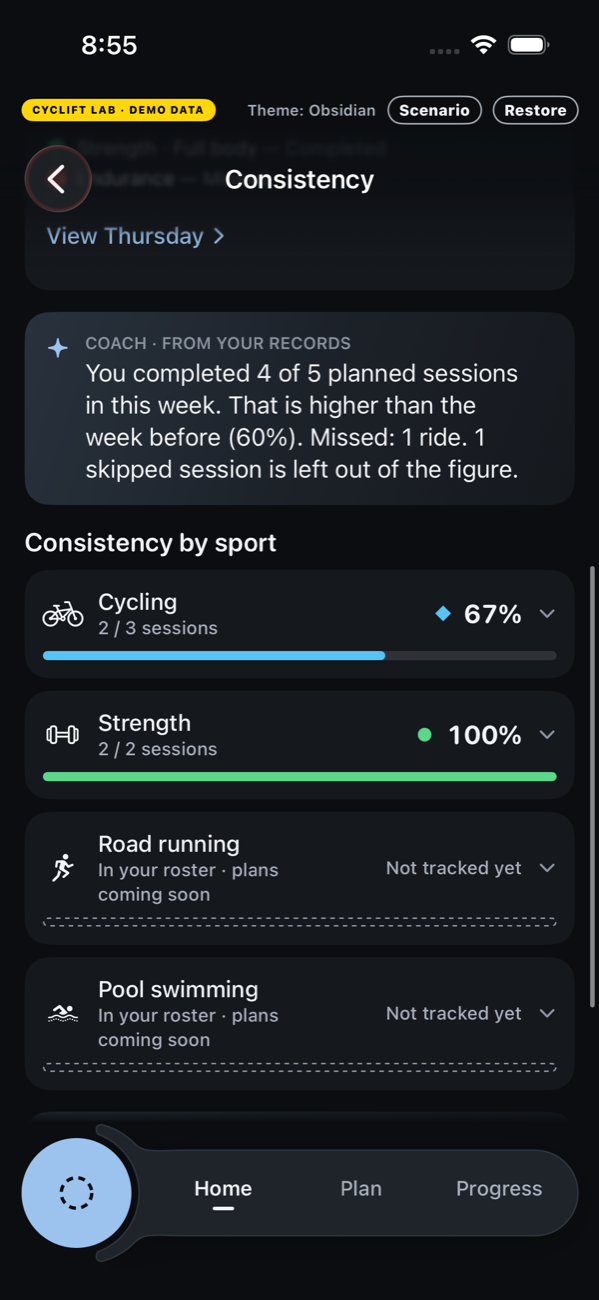 8:55
CYCLIFT LAB · DEMO DATA
Theme: Obsidian
Scenario
Restore
Strength · Full body — Completed
Consistency
View Thursday
COACH · FROM YOUR RECORDS
You completed 4 of 5 planned sessions
in this week. That is higher than the
week before (60%). Missed: 1 ride. 1
skipped session is left out of the figure.
Consistency by sport
Cycling
2 / 3 sessions
67%
Strength
2 / 2 sessions
100%
Road running
In your roster · plans
coming soon
Not tracked yet
Pool swimming
In your roster · plans
coming soon
Not tracked yet
Home
Plan
Progress